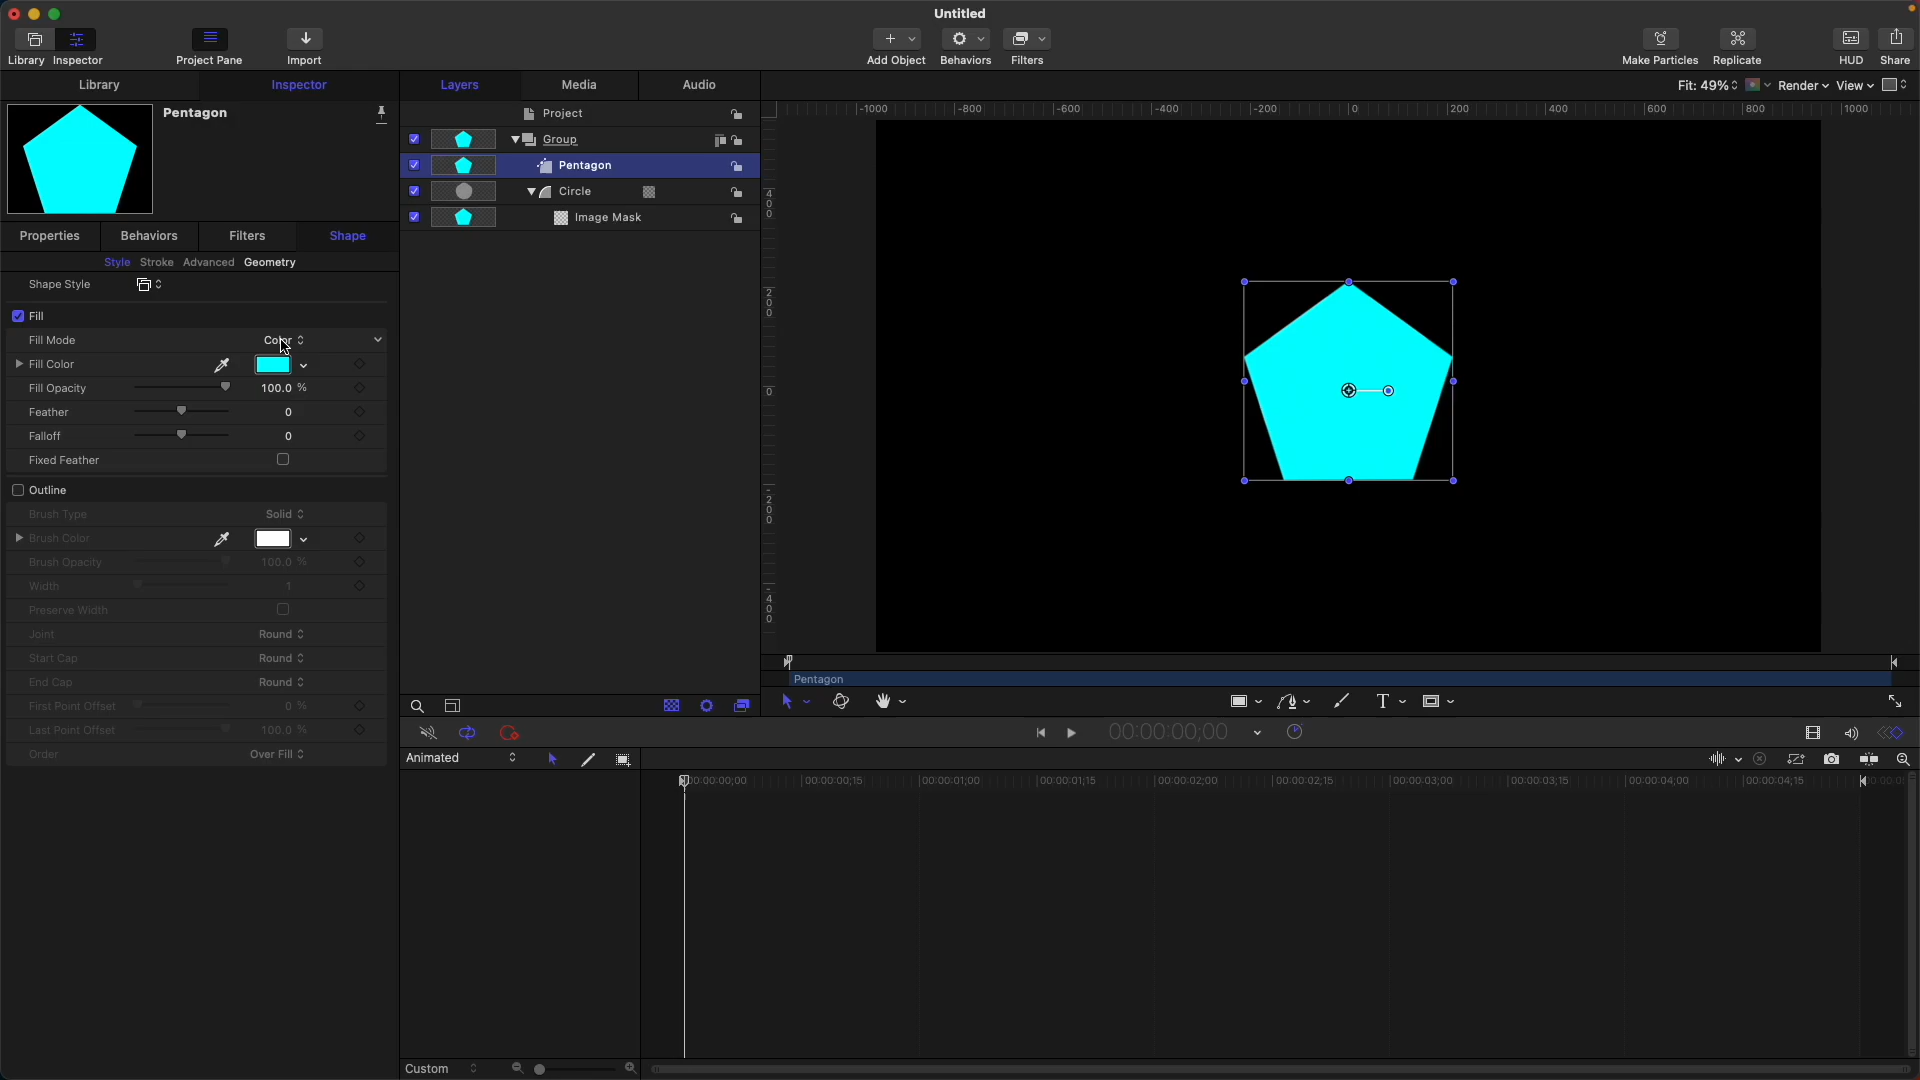 Untitled
Library Inspector Project Pane Import Add Object Behaviors Filters Make Particles Replicate HUD Share
Library Inspector
Pentagon
Properties Behaviors Filters Shape
Style Stroke Advanced Geometry
Shape Style
Fill
Fill Mode Color
Fill Color
Fill Opacity 100.0 %
Feather 0
Falloff 0
Fixed Feather
Outline
Brush Type Solid
Brush Color
Brush Opacity 100.0 %
Width 1
Preserve Width
Joint Round
Start Cap Round
End Cap Round
First Point Offset 0 %
Last Point Offset 100.0 %
Order Over Fill
Layers Media Audio
Project
Group
Pentagon
Circle
Image Mask
Fit: 49% Render View
-1000 -800 -600 -400 -200 0 200 400 600 800 1000
400
200
0
-200
-400
Pentagon
T
00:00:00;00
Animated
00:00:00;00 00:00:00;15 00:00:01;00 00:00:01;15 00:00:02;00 00:00:02;15 00:00:03;00 00:00:03;15 00:00:04;00 00:00:04;15
Custom